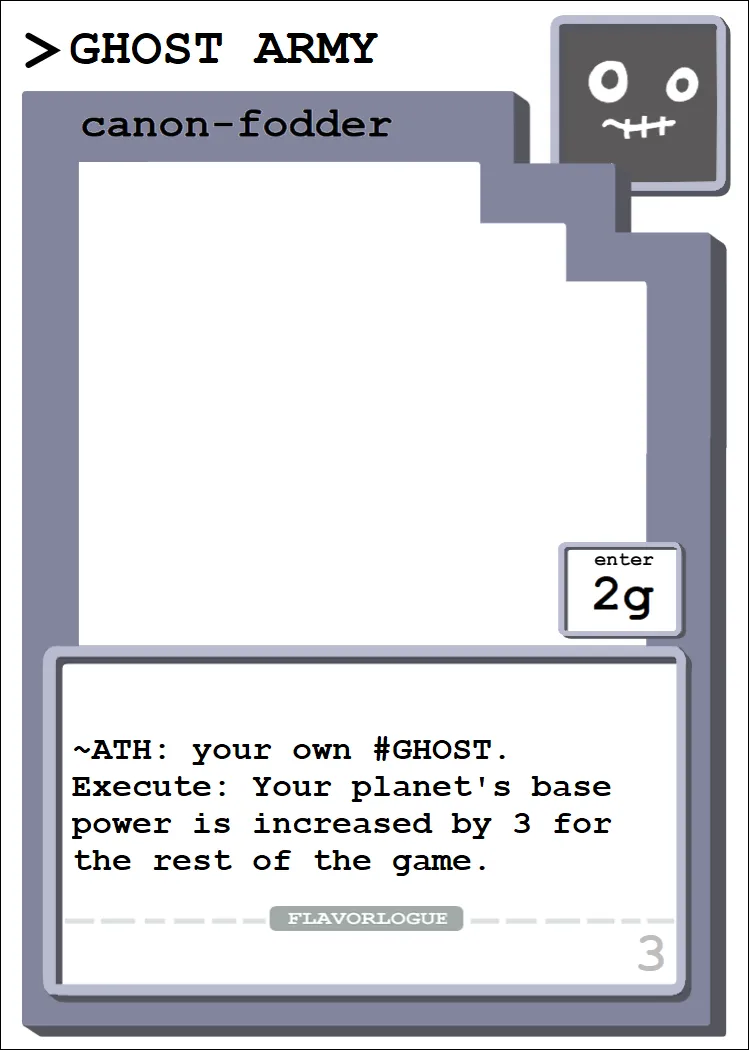 >GHOST ARMY
canon-fodder
enter
2g
~ATH: your own #GHOST.
Execute: Your planet's base
power is increased by 3 for
the rest of the game.
FLAVORLOGUE
3